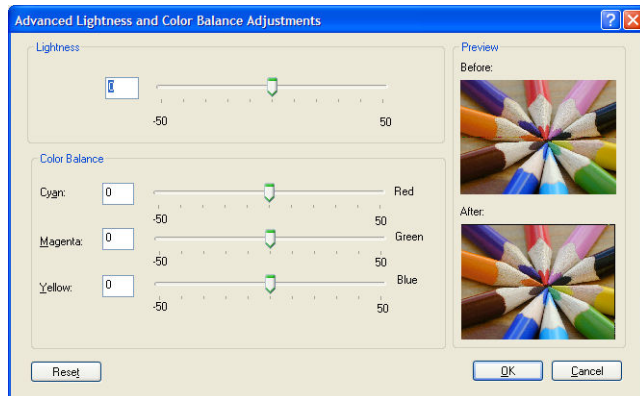 Advanced Lightness and Color Balance Adjustments
Lightness
0
-50 50
Color Balance
Cyan: 0 Red
-50 50
Magenta: 0 Green
-50 50
Yellow: 0 Blue
-50 50
Preview
Before:
After:
Reset OK Cancel